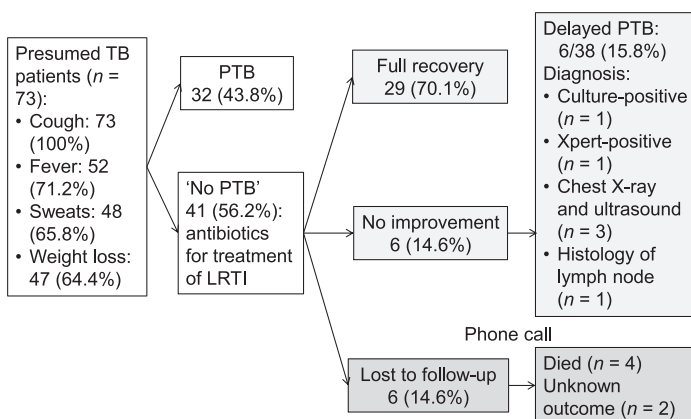 Presumed TB
patients (n =
73):
• Cough: 73
(100%)
• Fever: 52
(71.2%)
• Sweats: 48
(65.8%)
• Weight loss:
47 (64.4%)
PTB
32 (43.8%)
‘No PTB’
41 (56.2%):
antibiotics
for treatment
of LRTI
Full recovery
29 (70.1%)
No improvement
6 (14.6%)
Lost to follow-up
6 (14.6%)
Delayed PTB:
6/38 (15.8%)
Diagnosis:
• Culture-positive
(n = 1)
• Xpert-positive
(n = 1)
• Chest X-ray
and ultrasound
(n = 3)
• Histology of
lymph node
(n = 1)
Phone call
Died (n = 4)
Unknown
outcome (n = 2)